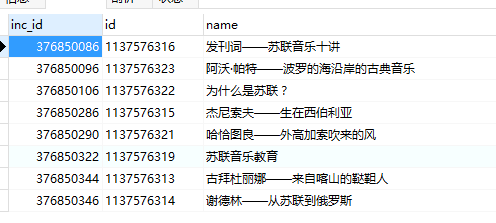 inc_id id name
376850086 1137576316 发刊词——苏联音乐十讲
376850096 1137576323 阿沃·帕特——波罗的海沿岸的古典音乐
376850106 1137576322 为什么是苏联？
376850286 1137576315 杰尼索夫——生在西伯利亚
376850290 1137576321 哈恰图良——外高加索吹来的风
376850322 1137576319 苏联音乐教育
376850344 1137576313 古拜杜丽娜——来自喀山的鞑靼人
376850346 1137576314 谢德林——从苏联到俄罗斯